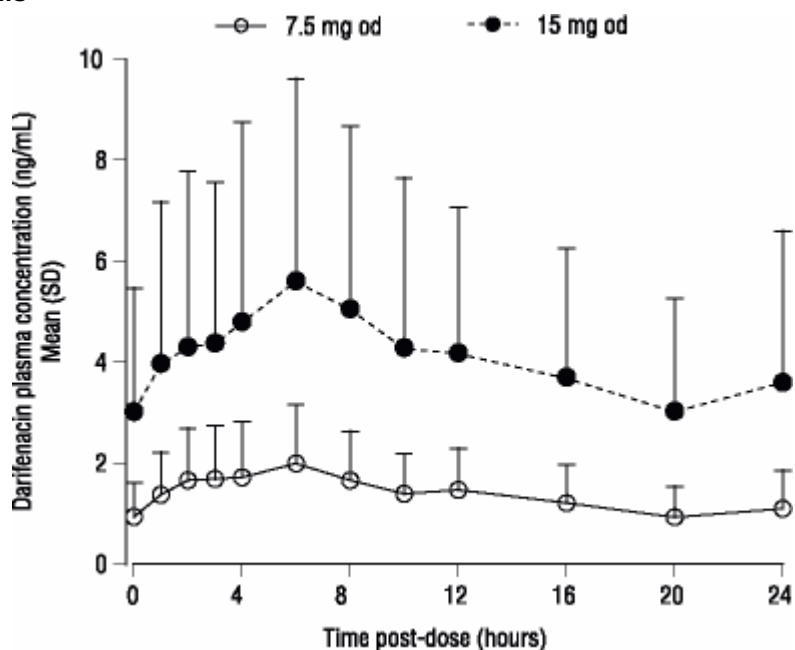 7.5 mg od
15 mg od
10
8
6
4
2
0
Darifenacin plasma concentration (ng/mL)
Mean (SD)
0
4
8
12
16
20
24
Time post-dose (hours)